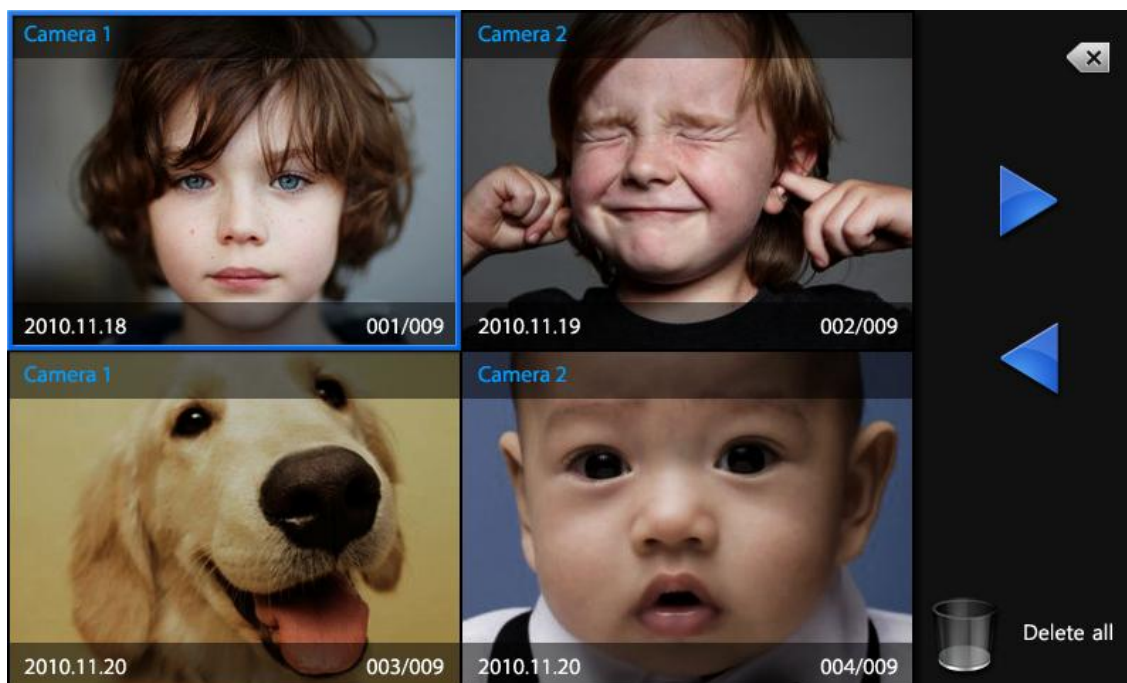 Camera 1
2010.11.18 001/009
Camera 2
2010.11.19 002/009
Camera 1
2010.11.20 003/009
Camera 2
2010.11.20 004/009
Delete all